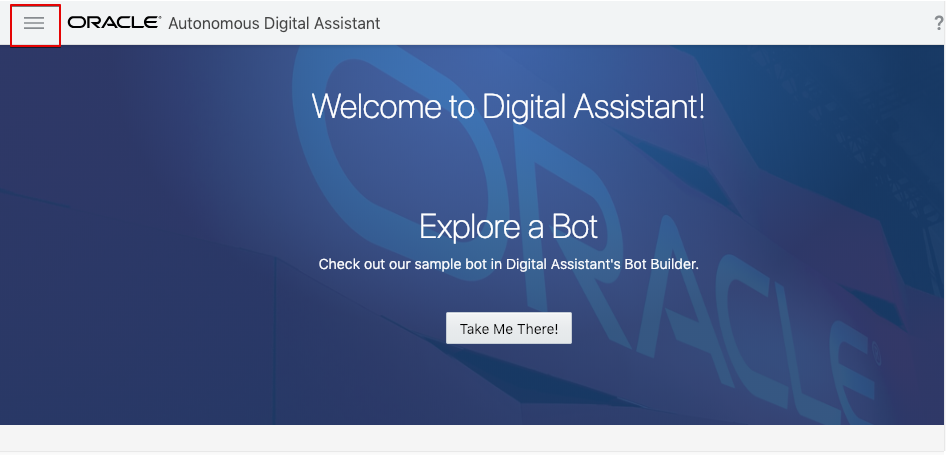 ORACLE® Autonomous Digital Assistant ?
Welcome to Digital Assistant!
Explore a Bot
Check out our sample bot in Digital Assistant's Bot Builder.
Take Me There!
ORACLE®